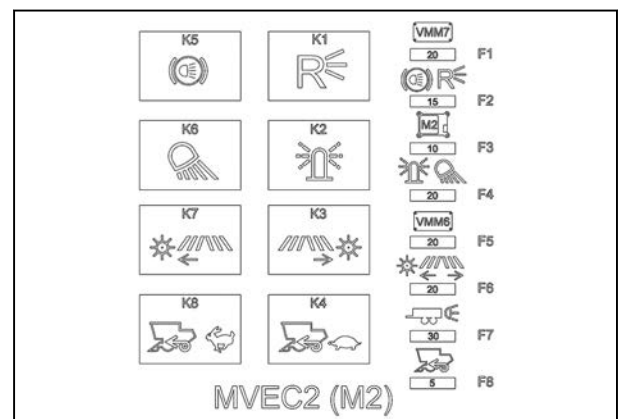 K5 K1 VMM7
20 F1
R R
15 F2
K6 K2 M2
10 F3
20 F4
K7 K3 VMM6
20 F5
20 F6
K8 K4
30 F7
5 F8
MVEC2 (M2)